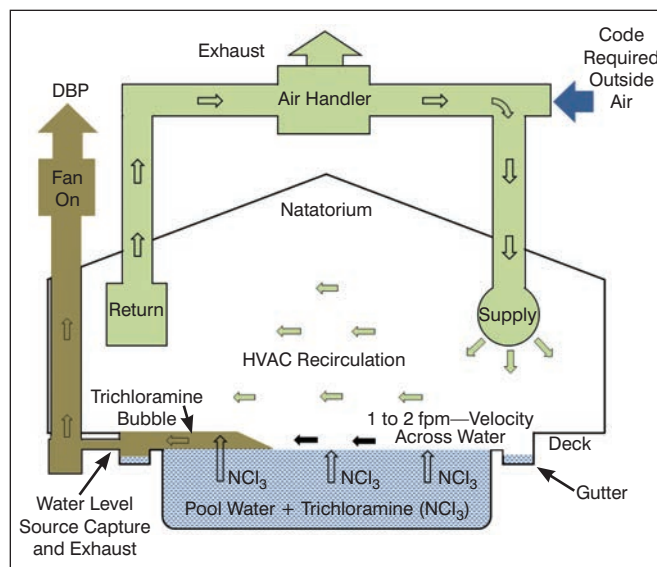 Exhaust
Code
Required
Outside
Air
DBP
Air Handler
Fan
On
Natatorium
Return
Supply
HVAC Recirculation
Trichloramine
Bubble
1 to 2 fpm—Velocity
Across Water
Deck
NCl3
NCl3
NCl3
Gutter
Water Level
Source Capture
and Exhaust
Pool Water + Trichloramine (NCl3)